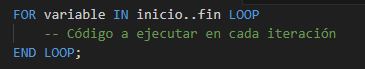 FOR variable IN inicio..fin LOOP
-- Código a ejecutar en cada iteración
END LOOP;